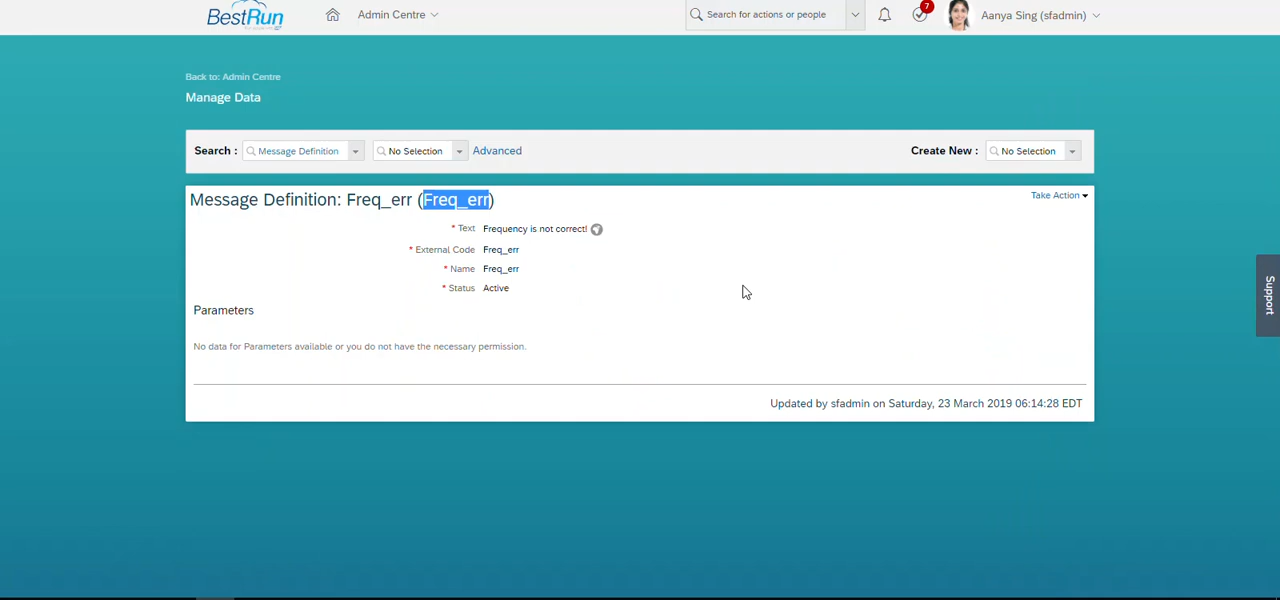 BestRun Admin Centre Search for actions or people 7 Aanya Sing (sfadmin)
Back to: Admin Centre
Manage Data
Search : Message Definition No Selection Advanced Create New : No Selection
Message Definition: Freq_err (Freq_err) Take Action
* Text Frequency is not correct!
* External Code Freq_err
* Name Freq_err
* Status Active
Support
Parameters
No data for Parameters available or you do not have the necessary permission.
Updated by sfadmin on Saturday, 23 March 2019 06:14:28 EDT